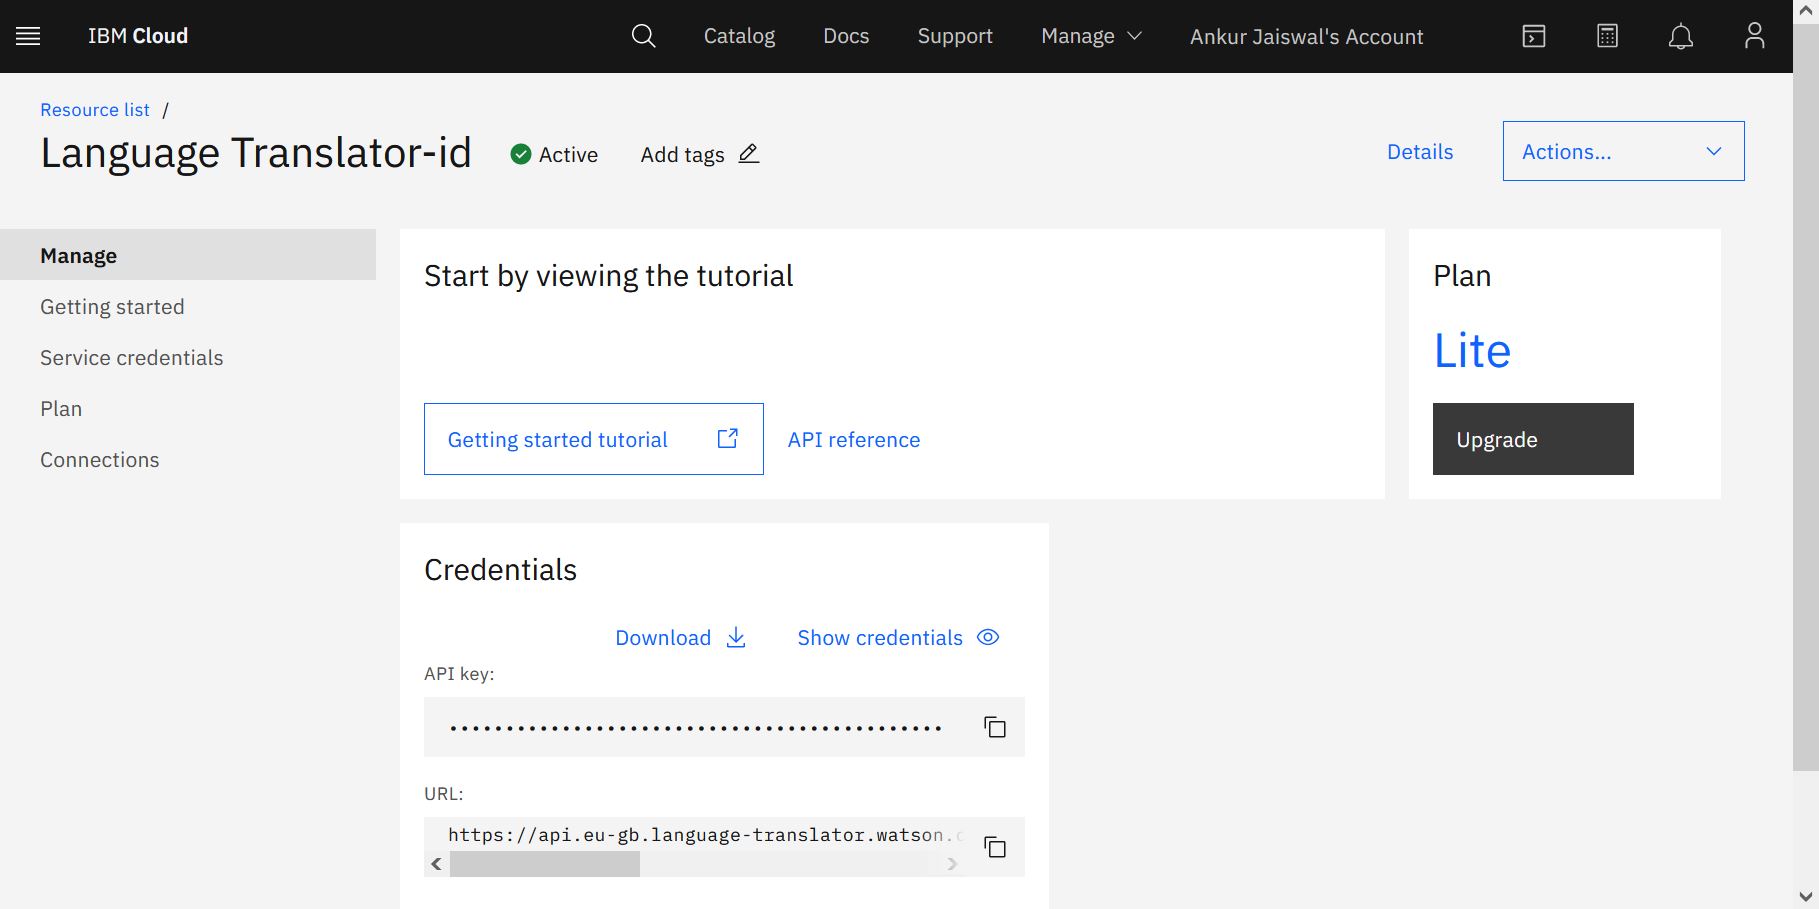 IBM Cloud
Catalog
Docs
Support
Manage
Ankur Jaiswal's Account
Resource list /
Language Translator-id
Active
Add tags
Details
Actions...
Manage
Getting started
Service credentials
Plan
Connections
Start by viewing the tutorial
Getting started tutorial
API reference
Plan
Lite
Upgrade
Credentials
Download
Show credentials
API key:
URL:
https://api.eu-gb.language-translator.watson.